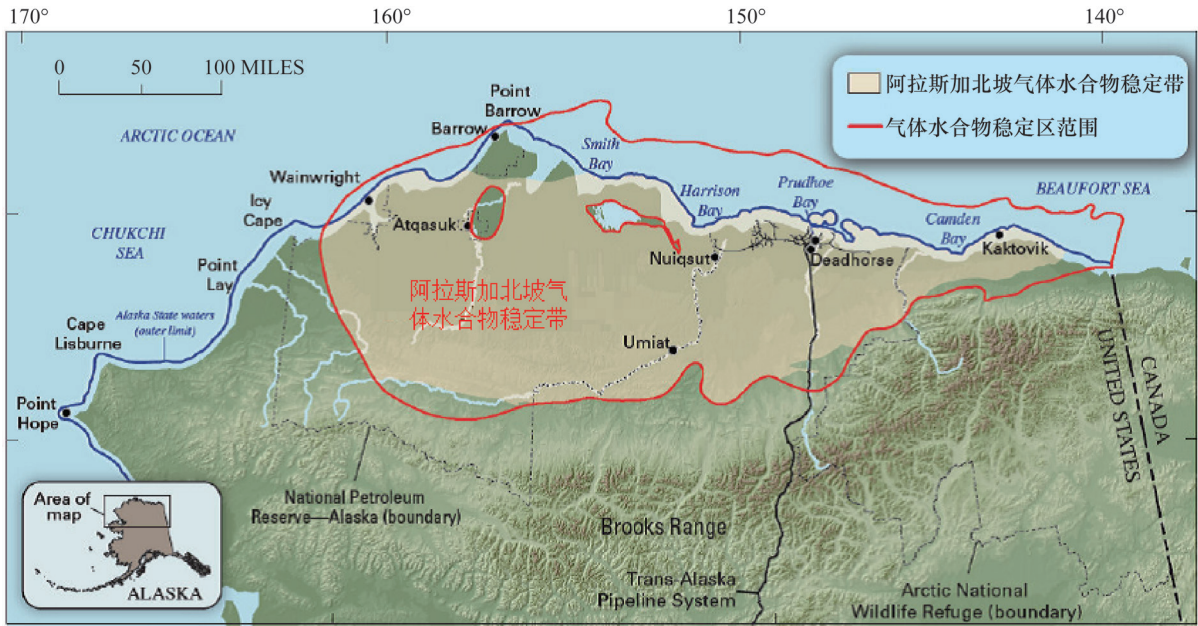 170°
160°
150°
140°
0 50 100 MILES
阿拉斯加北坡气体水合物稳定带
气体水合物稳定区范围
ARCTIC OCEAN
Point
Barrow
Barrow
Smith
Bay
Wainwright
Harrison
Bay
Prudhoe
Bay
BEAUFORT SEA
Icy
Cape
Atqasuk
Camden
Bay
Kaktovik
CHUKCHI
SEA
Nuiqsut
Deadhorse
Point
Lay
阿拉斯加北坡气
体水合物稳定带
Alaska State waters
(outer limit)
Cape
Lisburne
Umiat
CANADA
UNITED STATES
Point
Hope
Area of
map
ALASKA
National Petroleum
Reserve—Alaska (boundary)
Brooks Range
Trans-Alaska
Pipeline System
Arctic National
Wildlife Refuge (boundary)